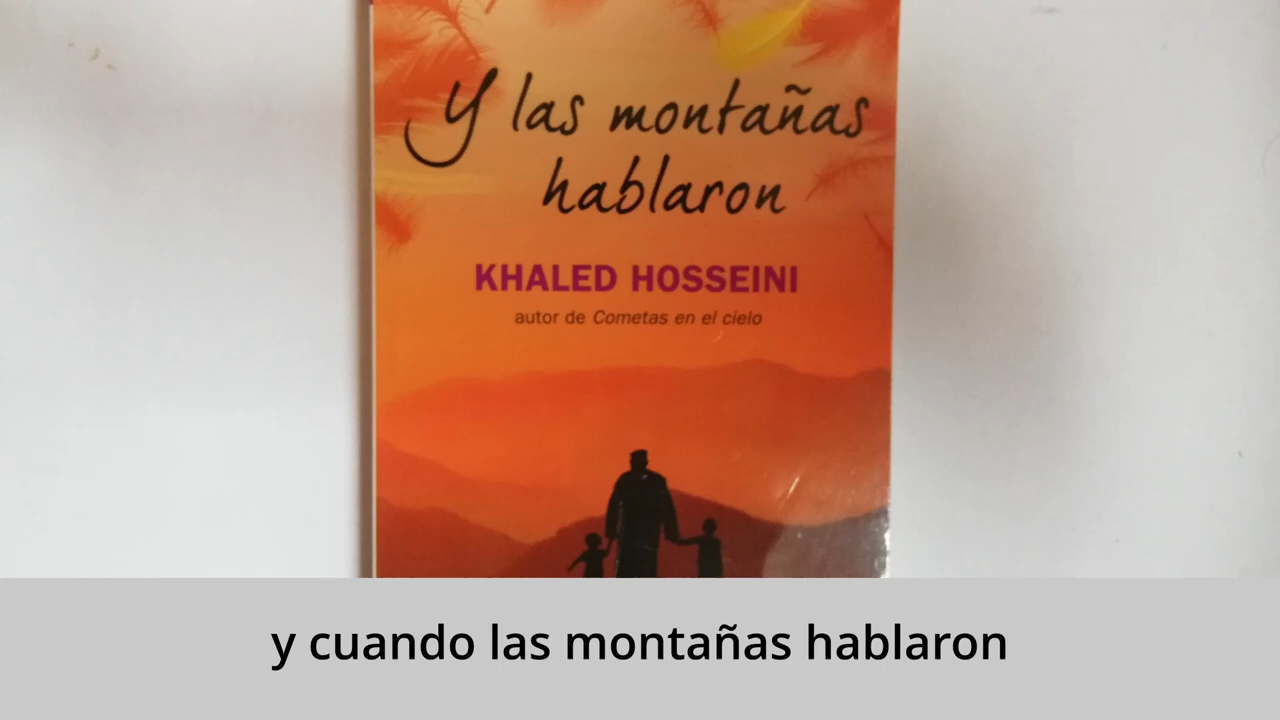 Y las montañas
hablaron
KHALED HOSSEINI
autor de Cometas en el cielo
y cuando las montañas hablaron